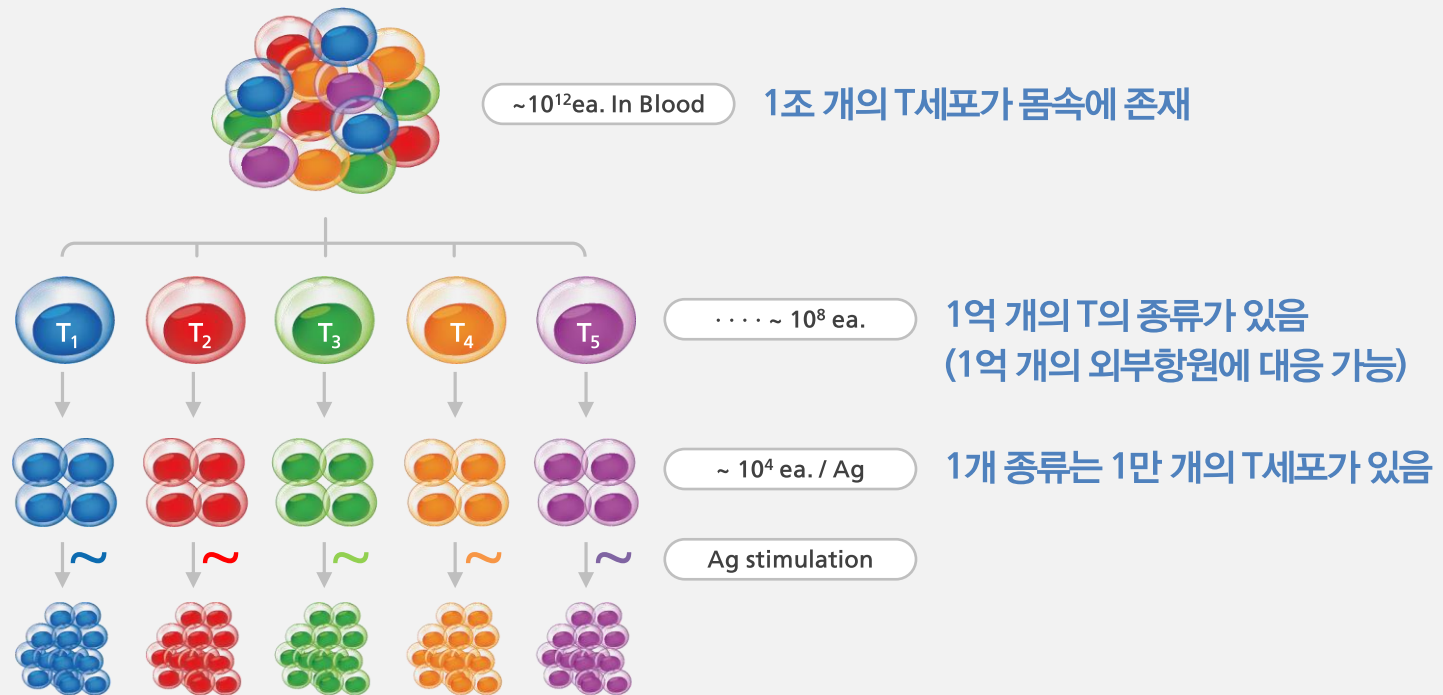 ~10¹²ea. In Blood
1조 개의 T세포가 몸속에 존재
T₁ T₂ T₃ T₄ T₅
···· ~ 10⁸ ea.
1억 개의 T의 종류가 있음
(1억 개의 외부항원에 대응 가능)
~ 10⁴ ea. / Ag
1개 종류는 1만 개의 T세포가 있음
~ ~ ~ ~ ~
Ag stimulation